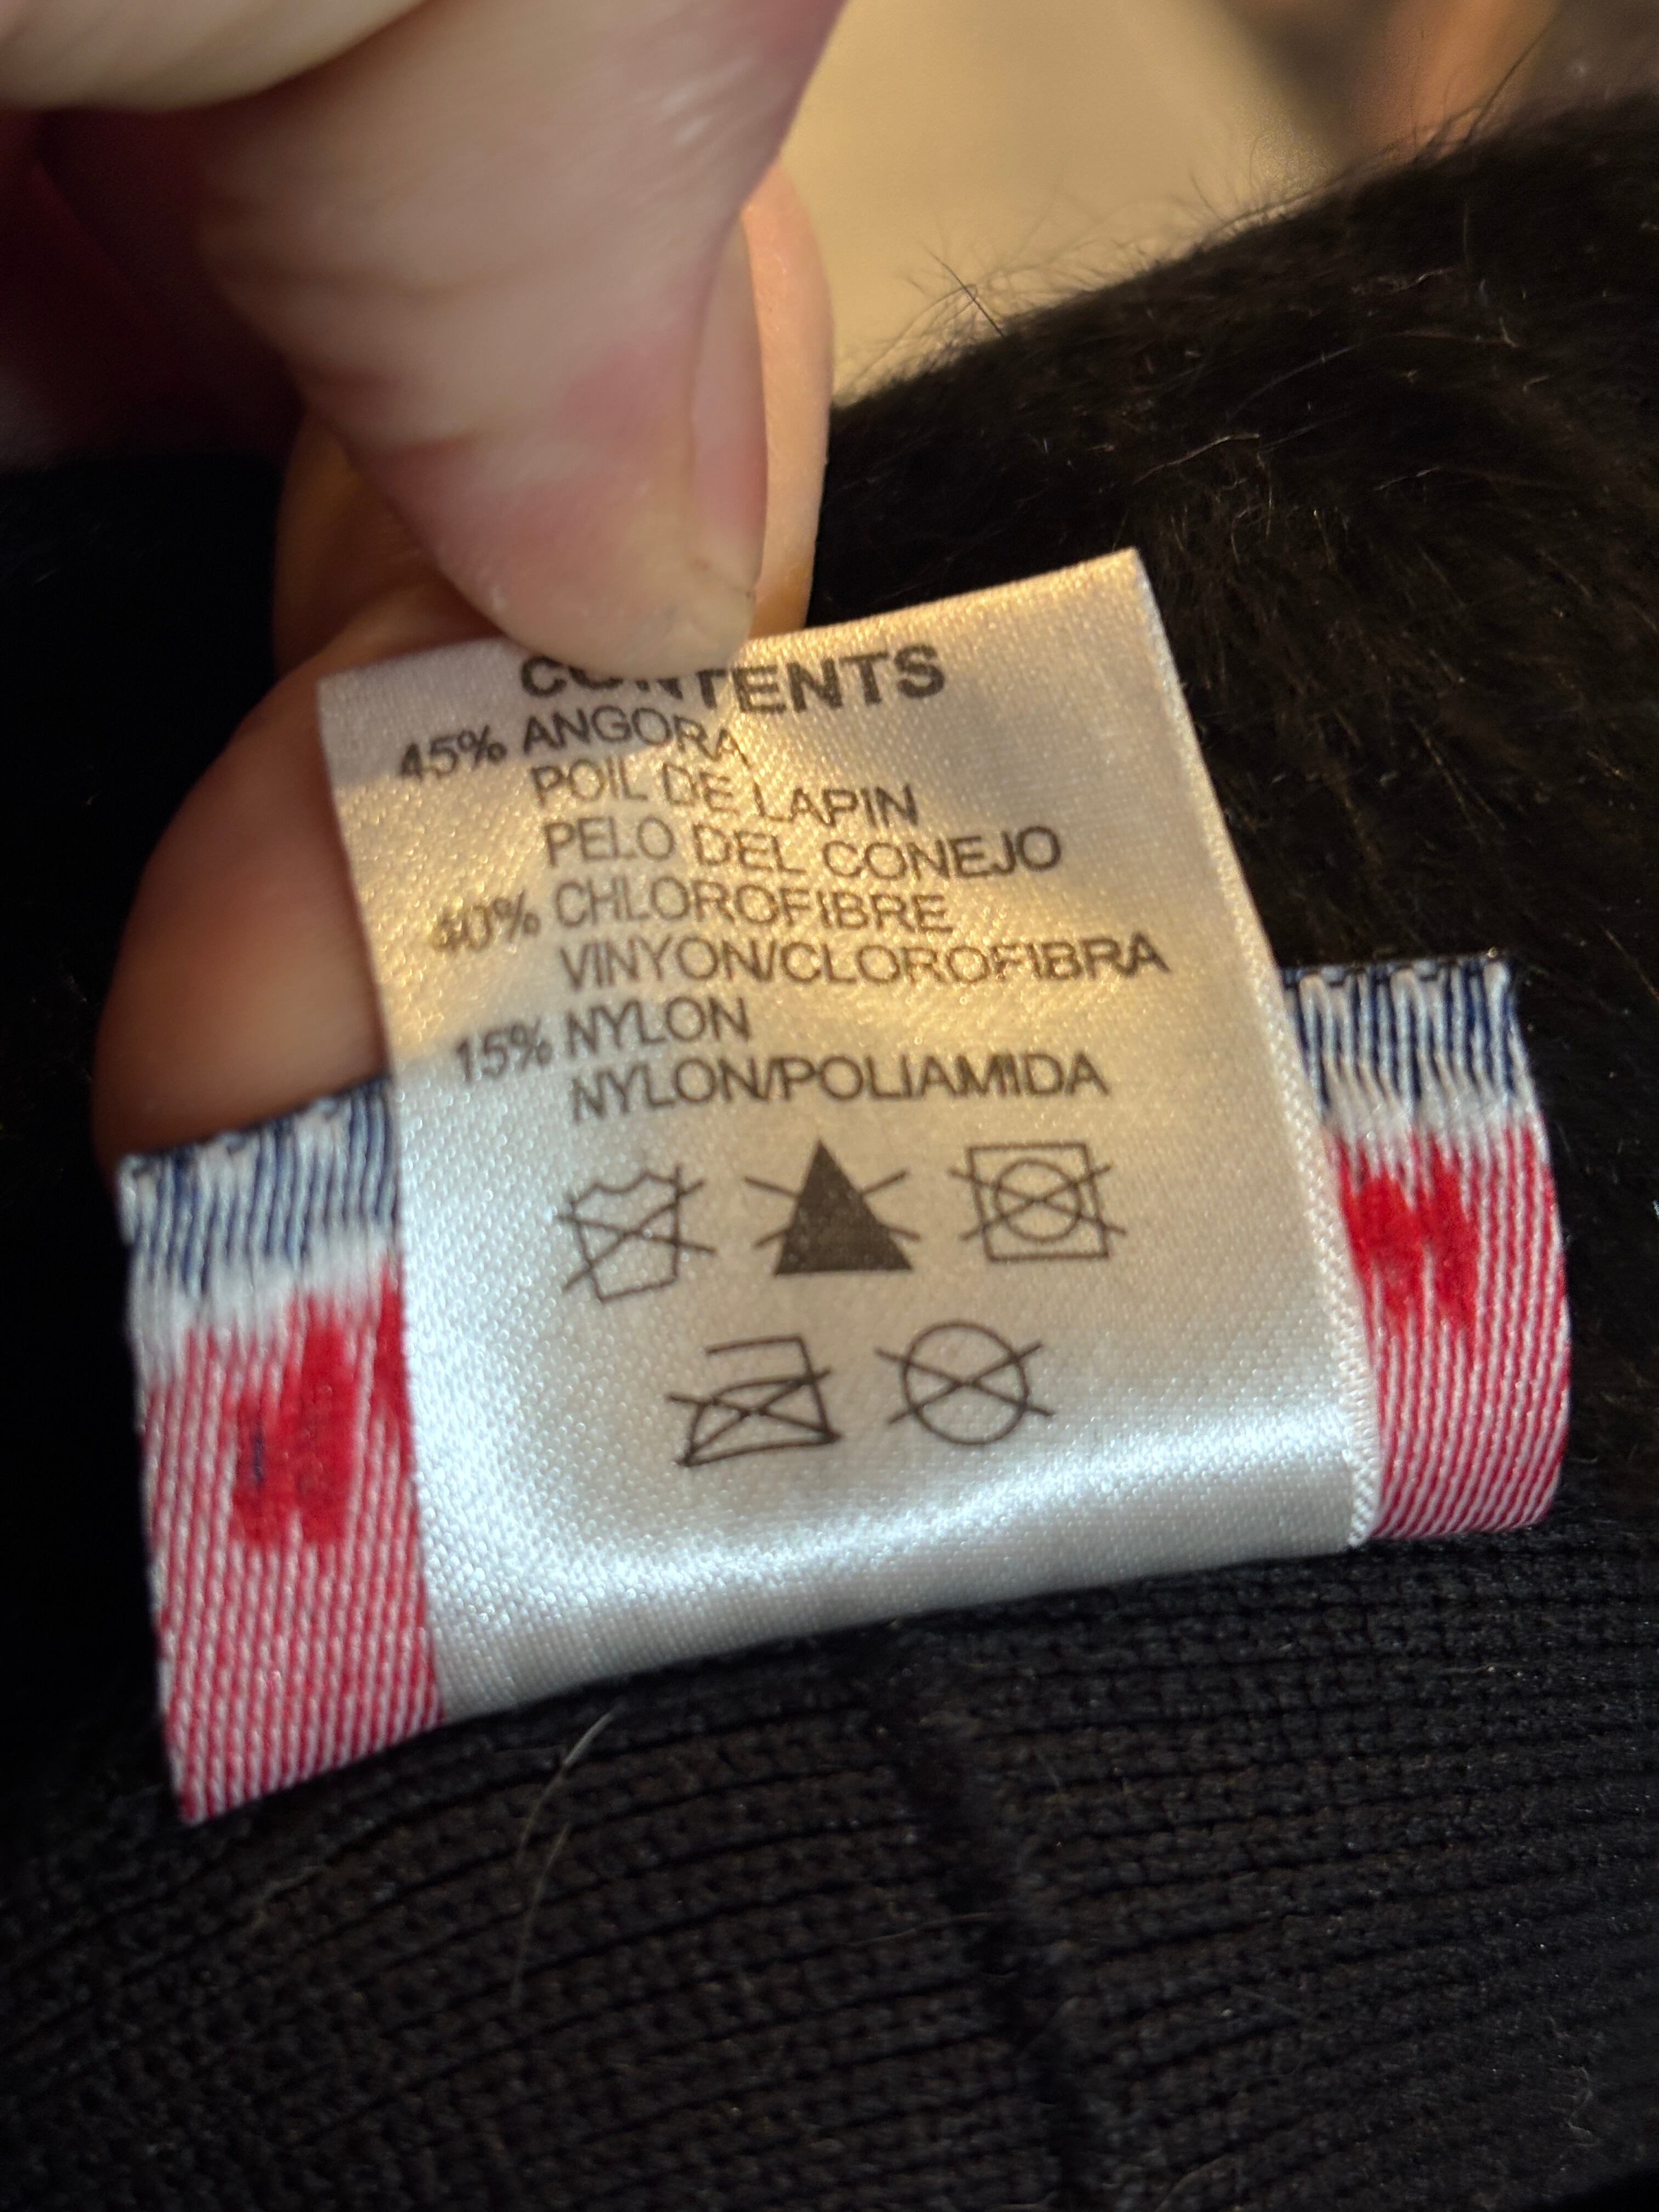 CONTENTS
45% ANGORA
POIL DE LAPIN
PELO DEL CONEJO
40% CHLOROFIBRE
VINYON/CLOROFIBRA
15% NYLON
NYLON/POLIAMIDA